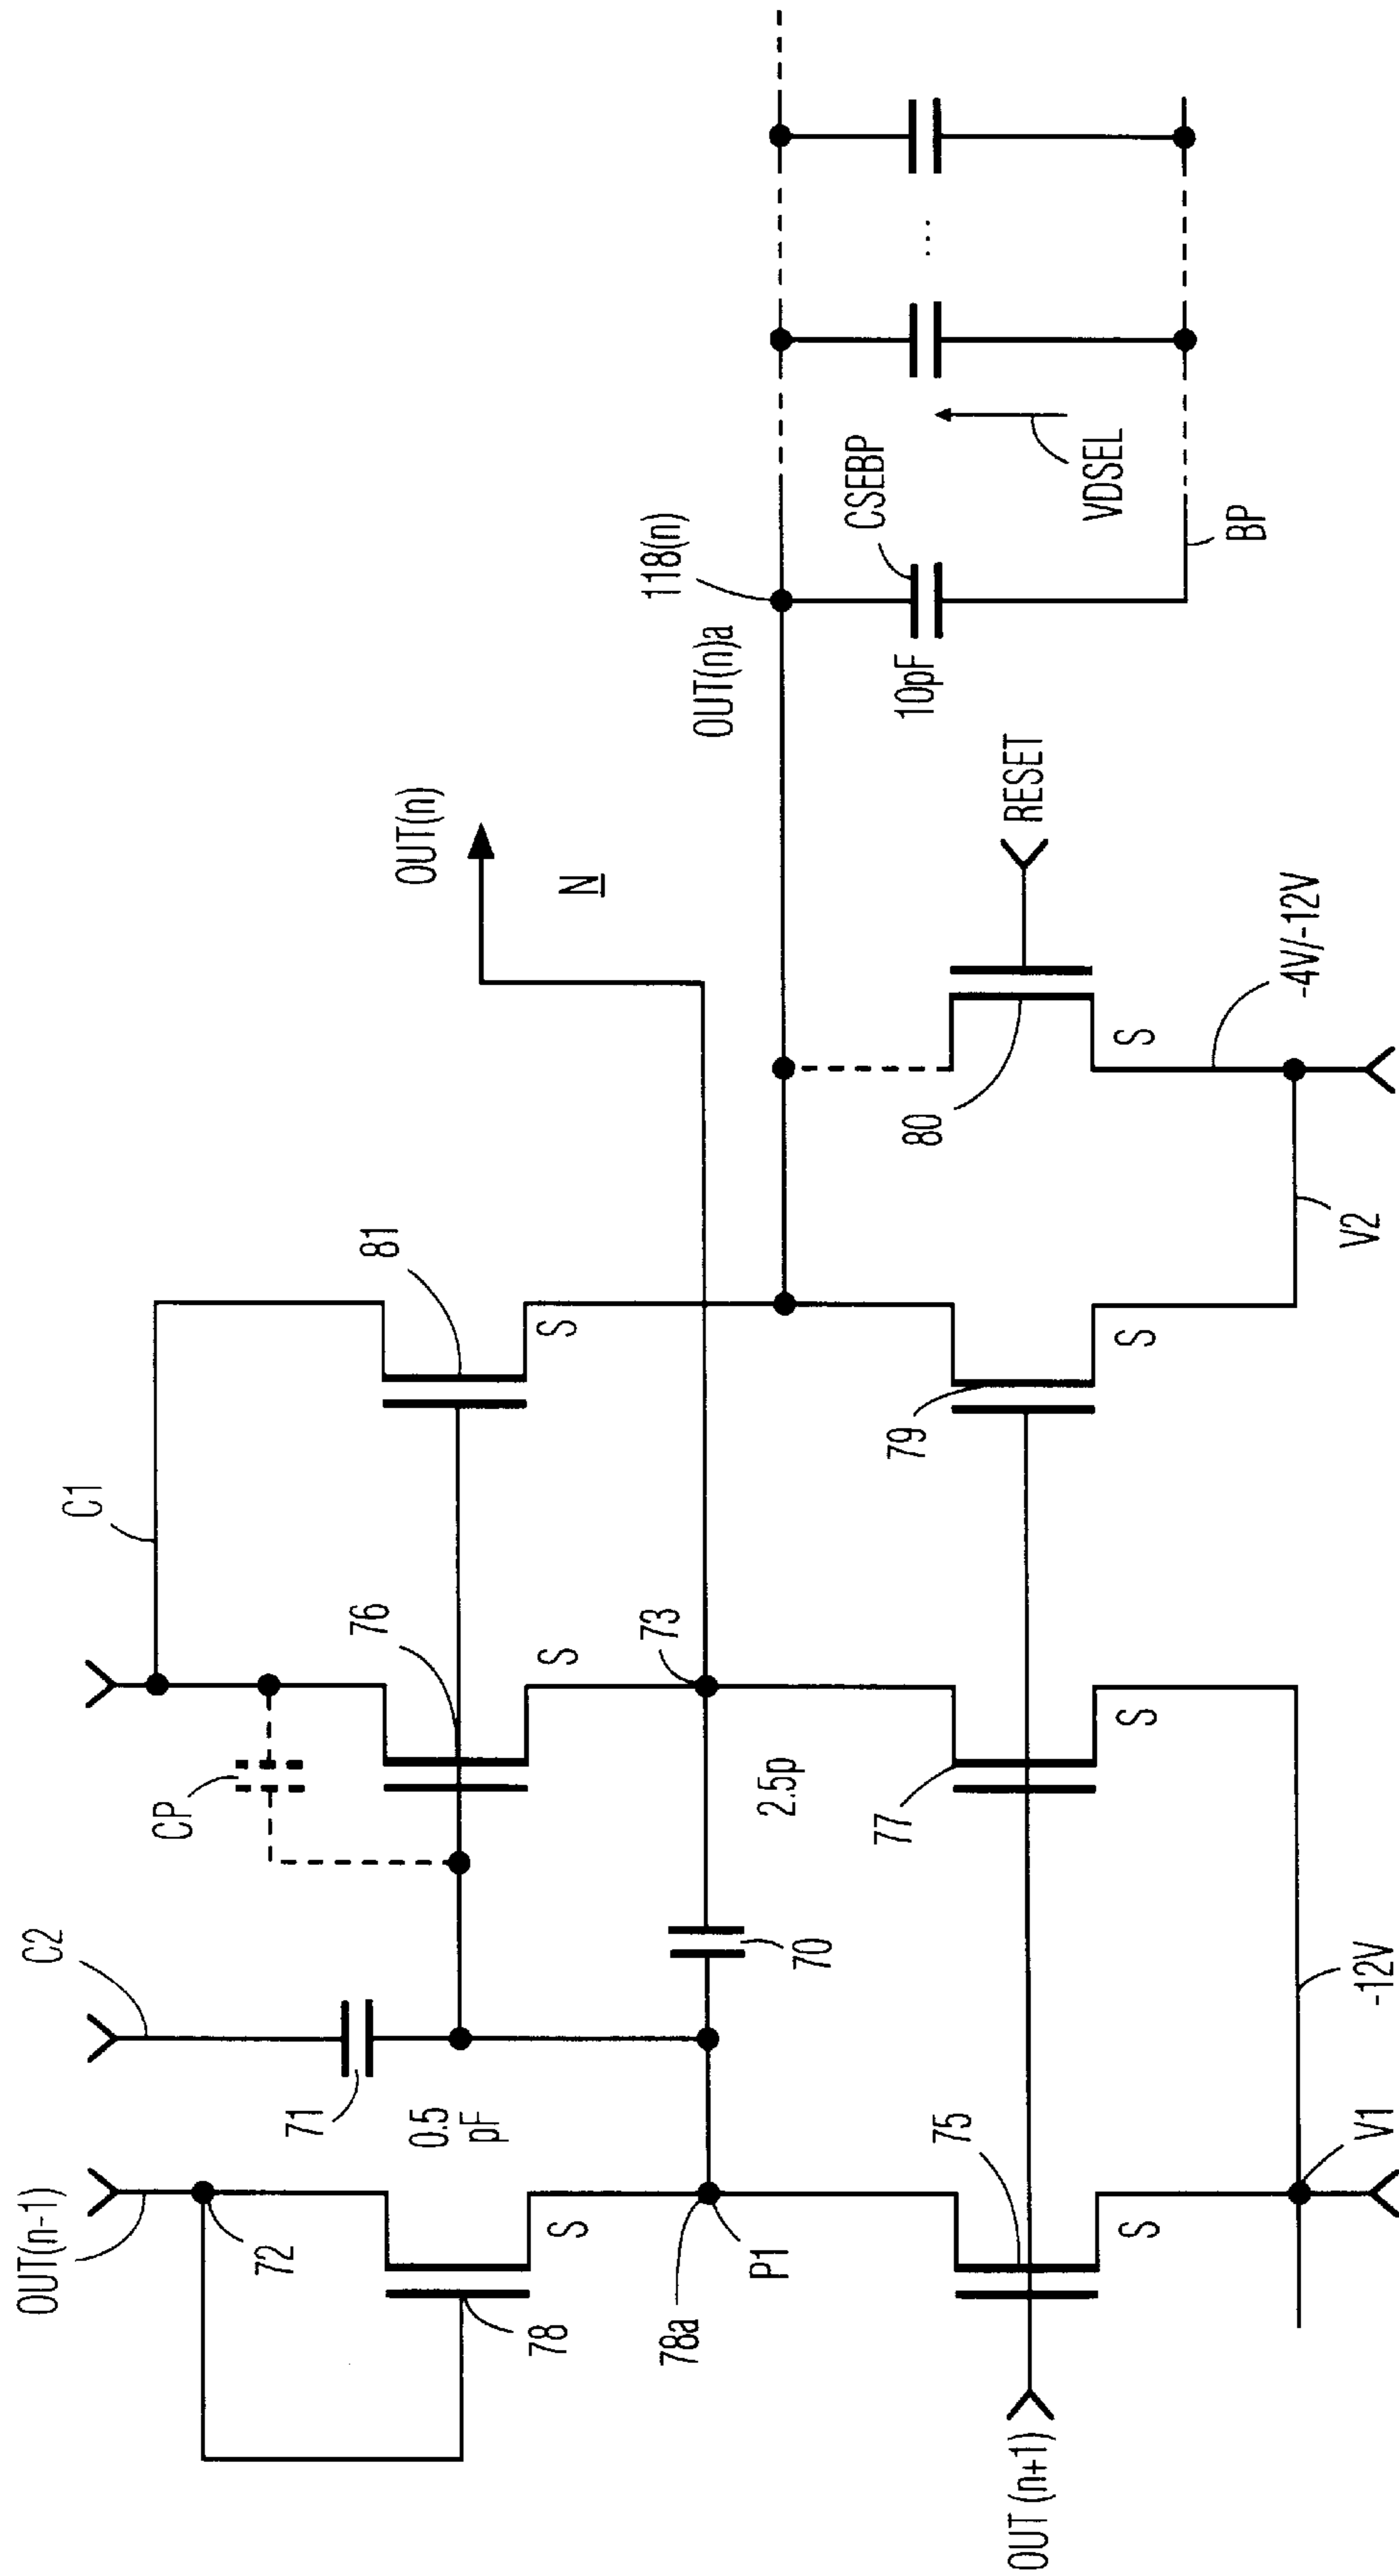 OUT(n-1)
C2
C1
72
71
0.5
pF
CP
76
81
S
S
S
78
78a
P1
70
73
2.5p
OUT(n)
N
118(n)
OUT(n)a
CSEBP
10pF
VDSEL
BP
OUT (n+1)
75
77
79
80
RESET
S
S
S
S
V1
-12V
V2
-4V/-12V